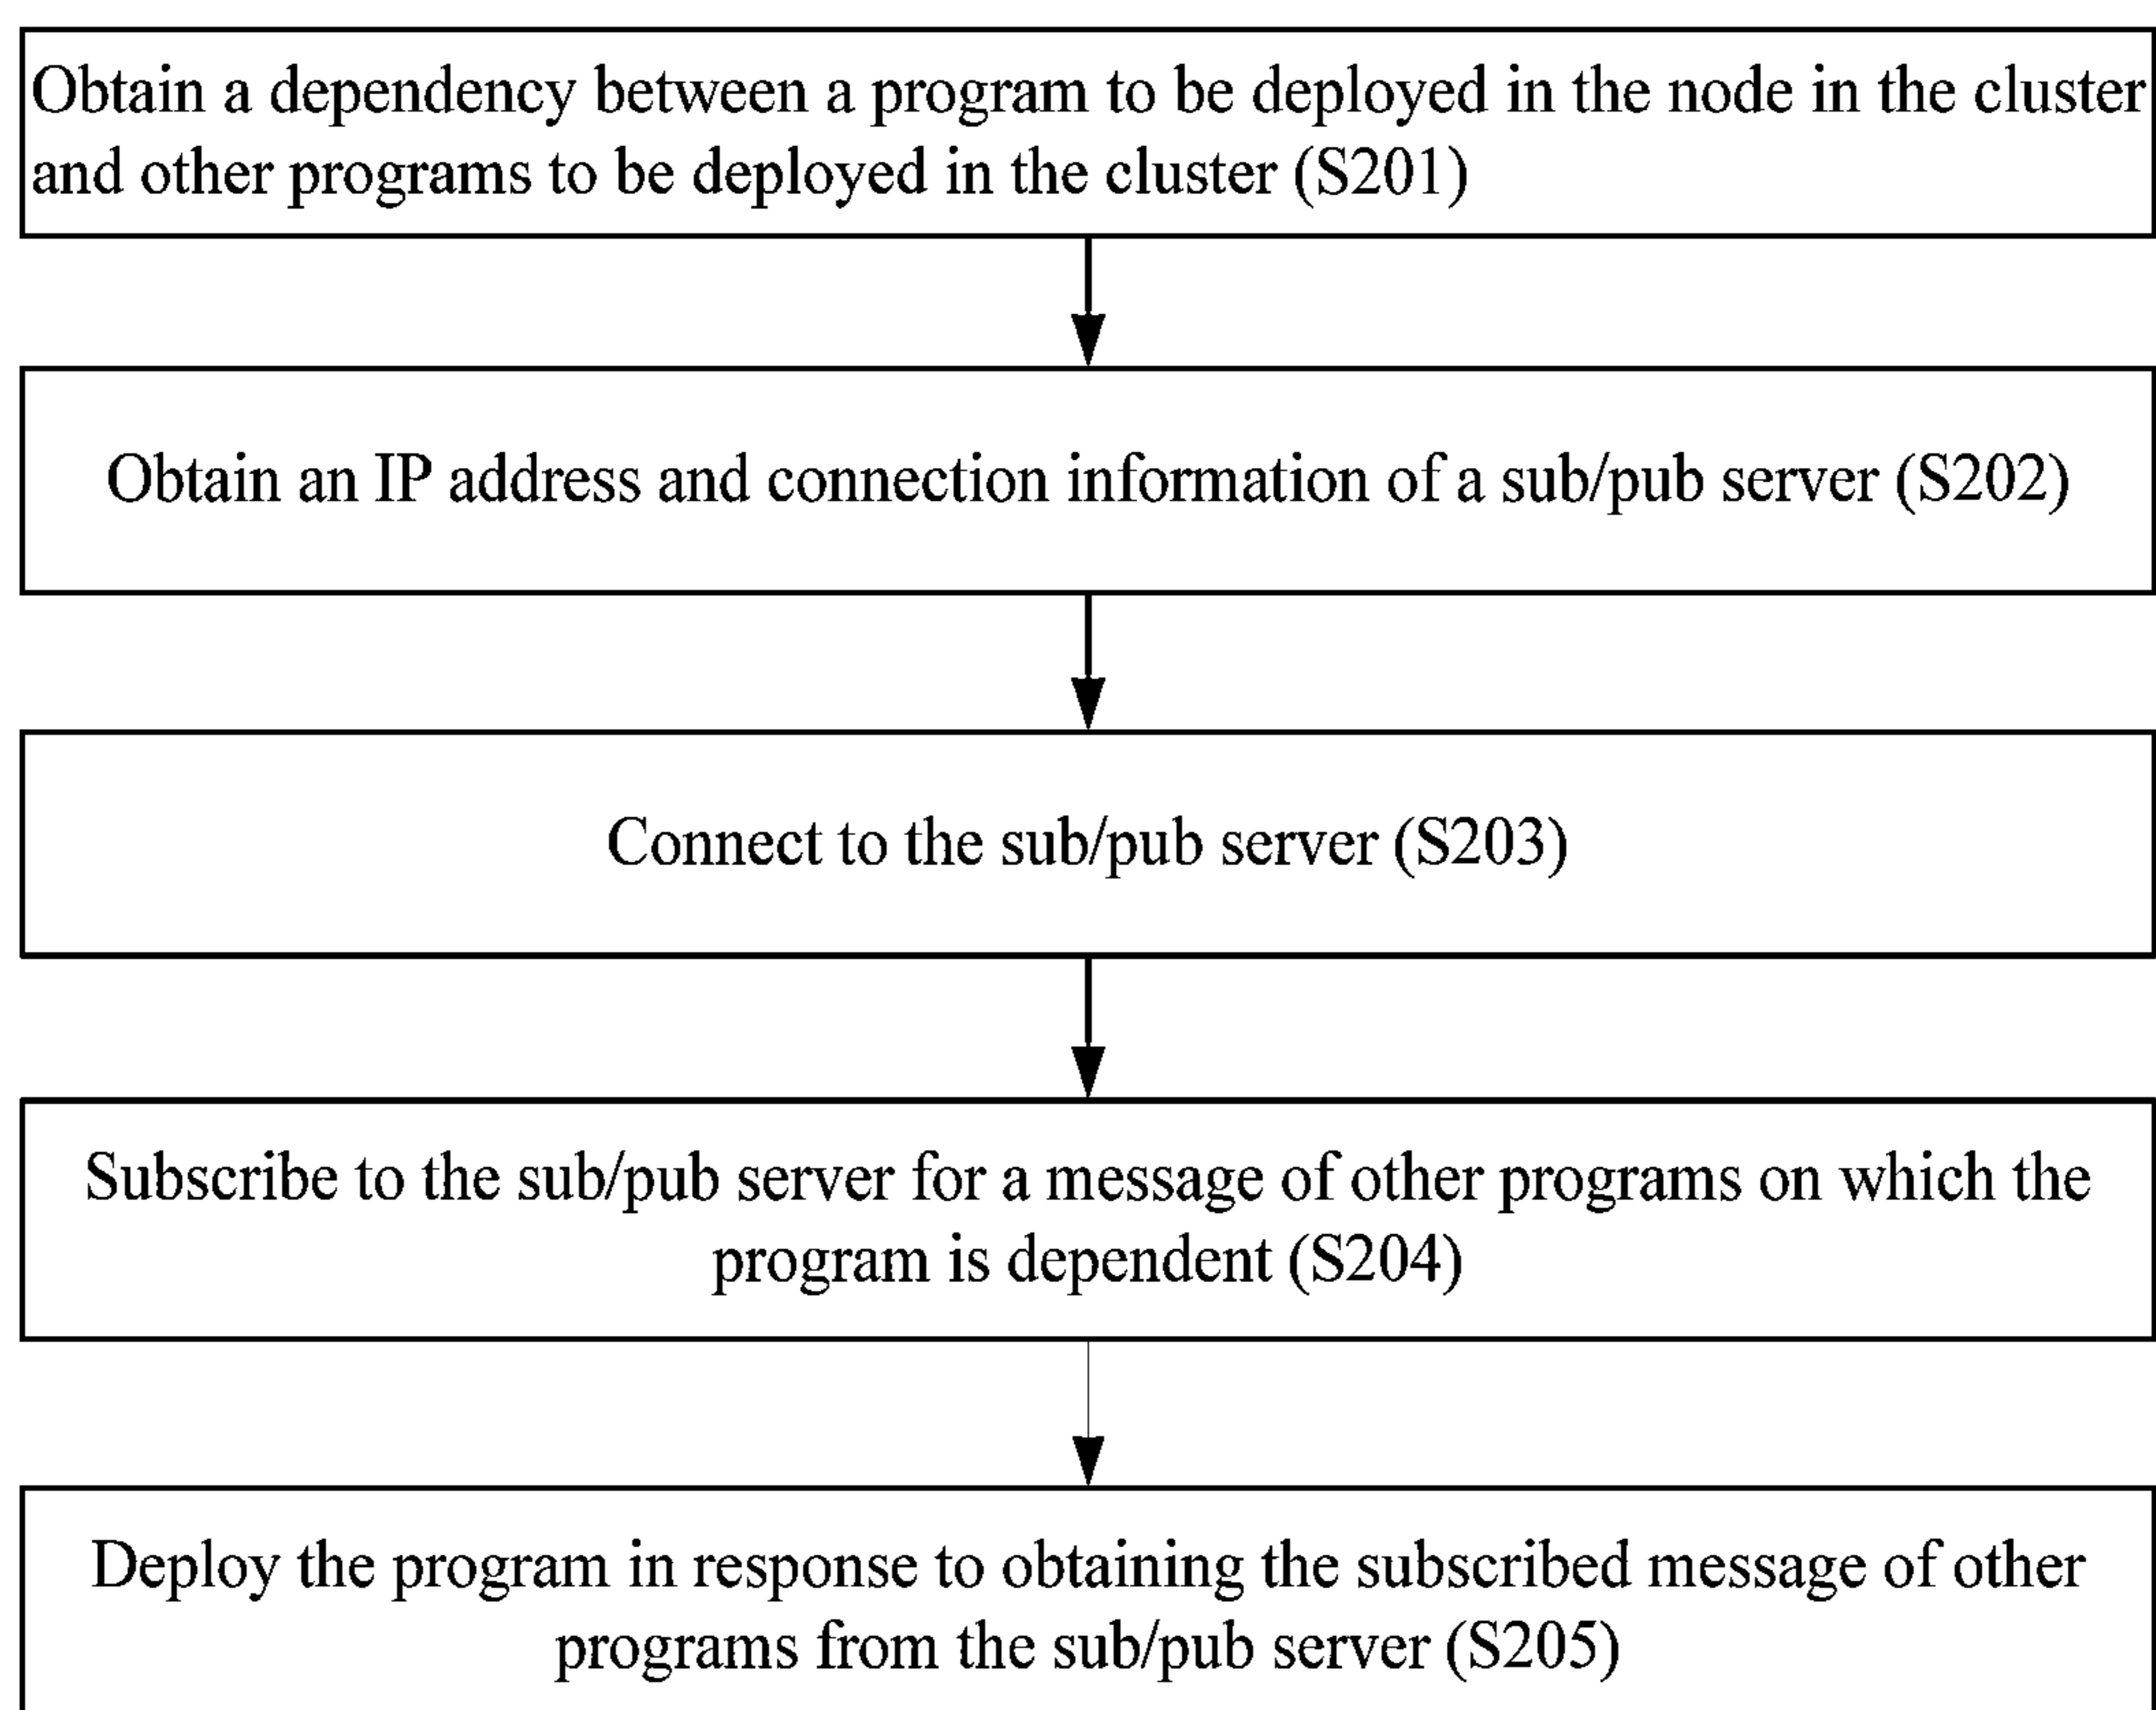 Obtain a dependency between a program to be deployed in the node in the cluster
and other programs to be deployed in the cluster (S201)
Obtain an IP address and connection information of a sub/pub server (S202)
Connect to the sub/pub server (S203)
Subscribe to the sub/pub server for a message of other programs on which the
program is dependent (S204)
Deploy the program in response to obtaining the subscribed message of other
programs from the sub/pub server (S205)